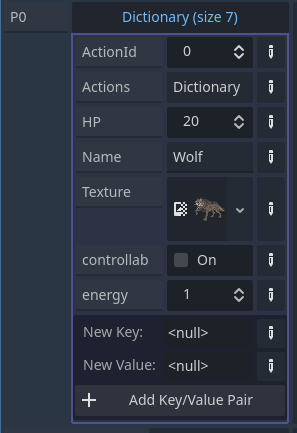 P0 Dictionary (size 7)
ActionId 0
Actions Dictionary
HP 20
Name Wolf
Texture
controllab On
energy 1
New Key: <null>
New Value: <null>
Add Key/Value Pair